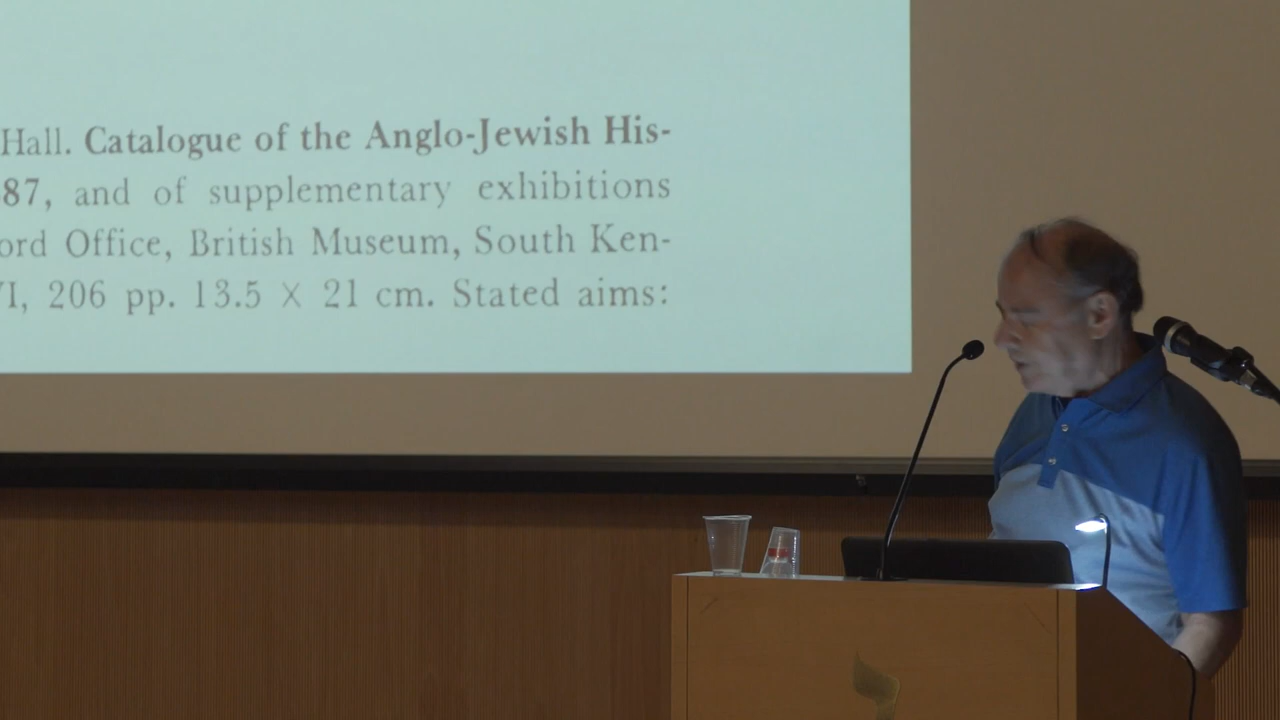 Hall. Catalogue of the Anglo-Jewish His-
87, and of supplementary exhibitions
ord Office, British Museum, South Ken-
I, 206 pp. 13.5 × 21 cm. Stated aims: